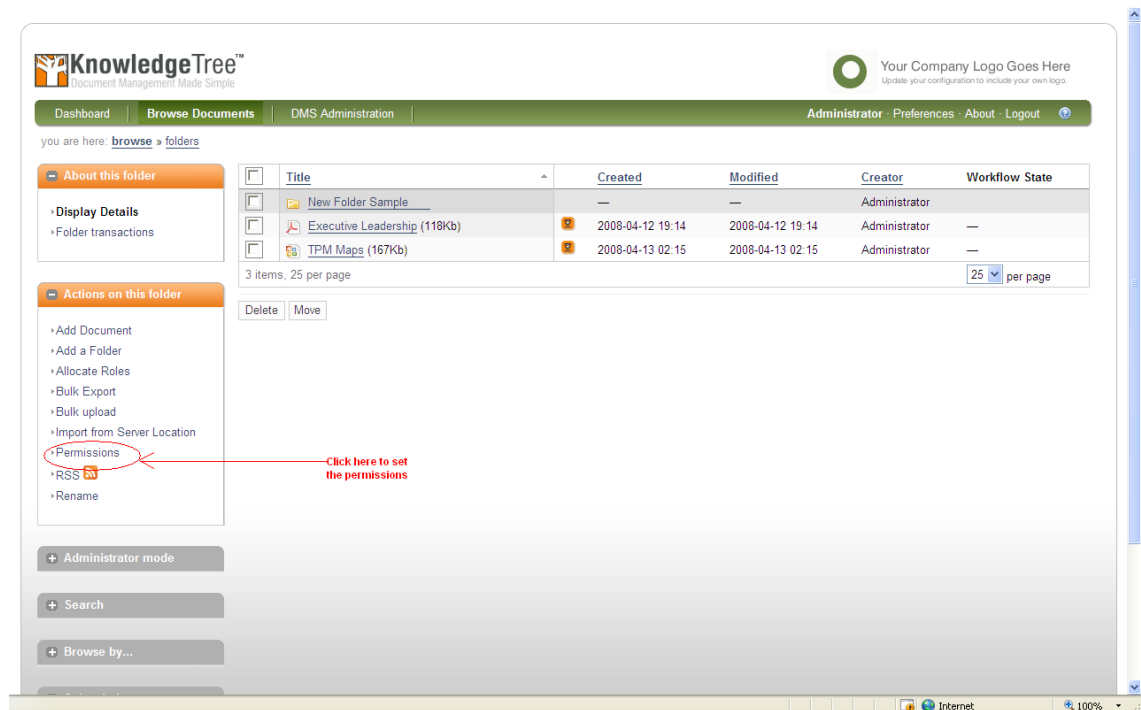 KnowledgeTree™
Document Management Made Simple
Your Company Logo Goes Here
Update your configuration to include your own logo.
Dashboard Browse Documents DMS Administration Administrator · Preferences · About · Logout ?
you are here: browse » folders
About this folder
Display Details
Folder transactions
Title Created Modified Creator Workflow State
New Folder Sample — — Administrator
Executive Leadership (118Kb) 2008-04-12 19:14 2008-04-12 19:14 Administrator —
TPM Maps (167Kb) 2008-04-13 02:15 2008-04-13 02:15 Administrator —
3 items, 25 per page 25 per page
Delete Move
Actions on this folder
Add Document
Add a Folder
Allocate Roles
Bulk Export
Bulk upload
Import from Server Location
Permissions
RSS
Rename
Click here to set
the permissions
Administrator mode
Search
Browse by...
Internet 100%